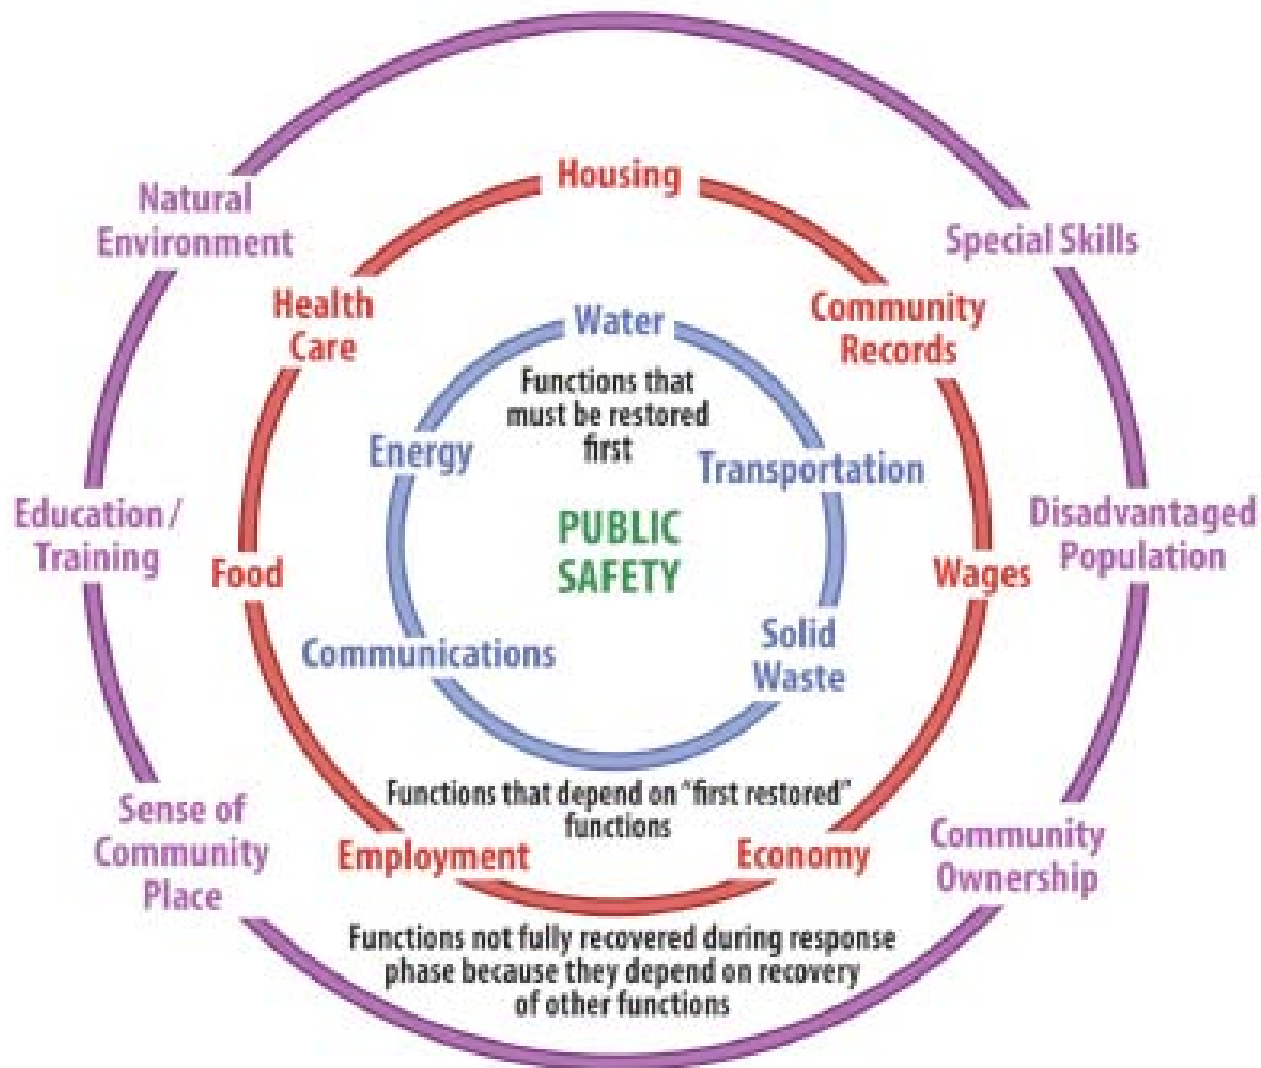 Housing
Natural
Environment
Special Skills
Health
Care
Community
Records
Water
Functions that
must be restored
first
Energy
Transportation
PUBLIC
SAFETY
Education/
Training
Disadvantaged
Population
Food
Wages
Communications
Solid
Waste
Functions that depend on "first restored"
functions
Sense of
Community
Place
Employment
Economy
Community
Ownership
Functions not fully recovered during response
phase because they depend on recovery
of other functions